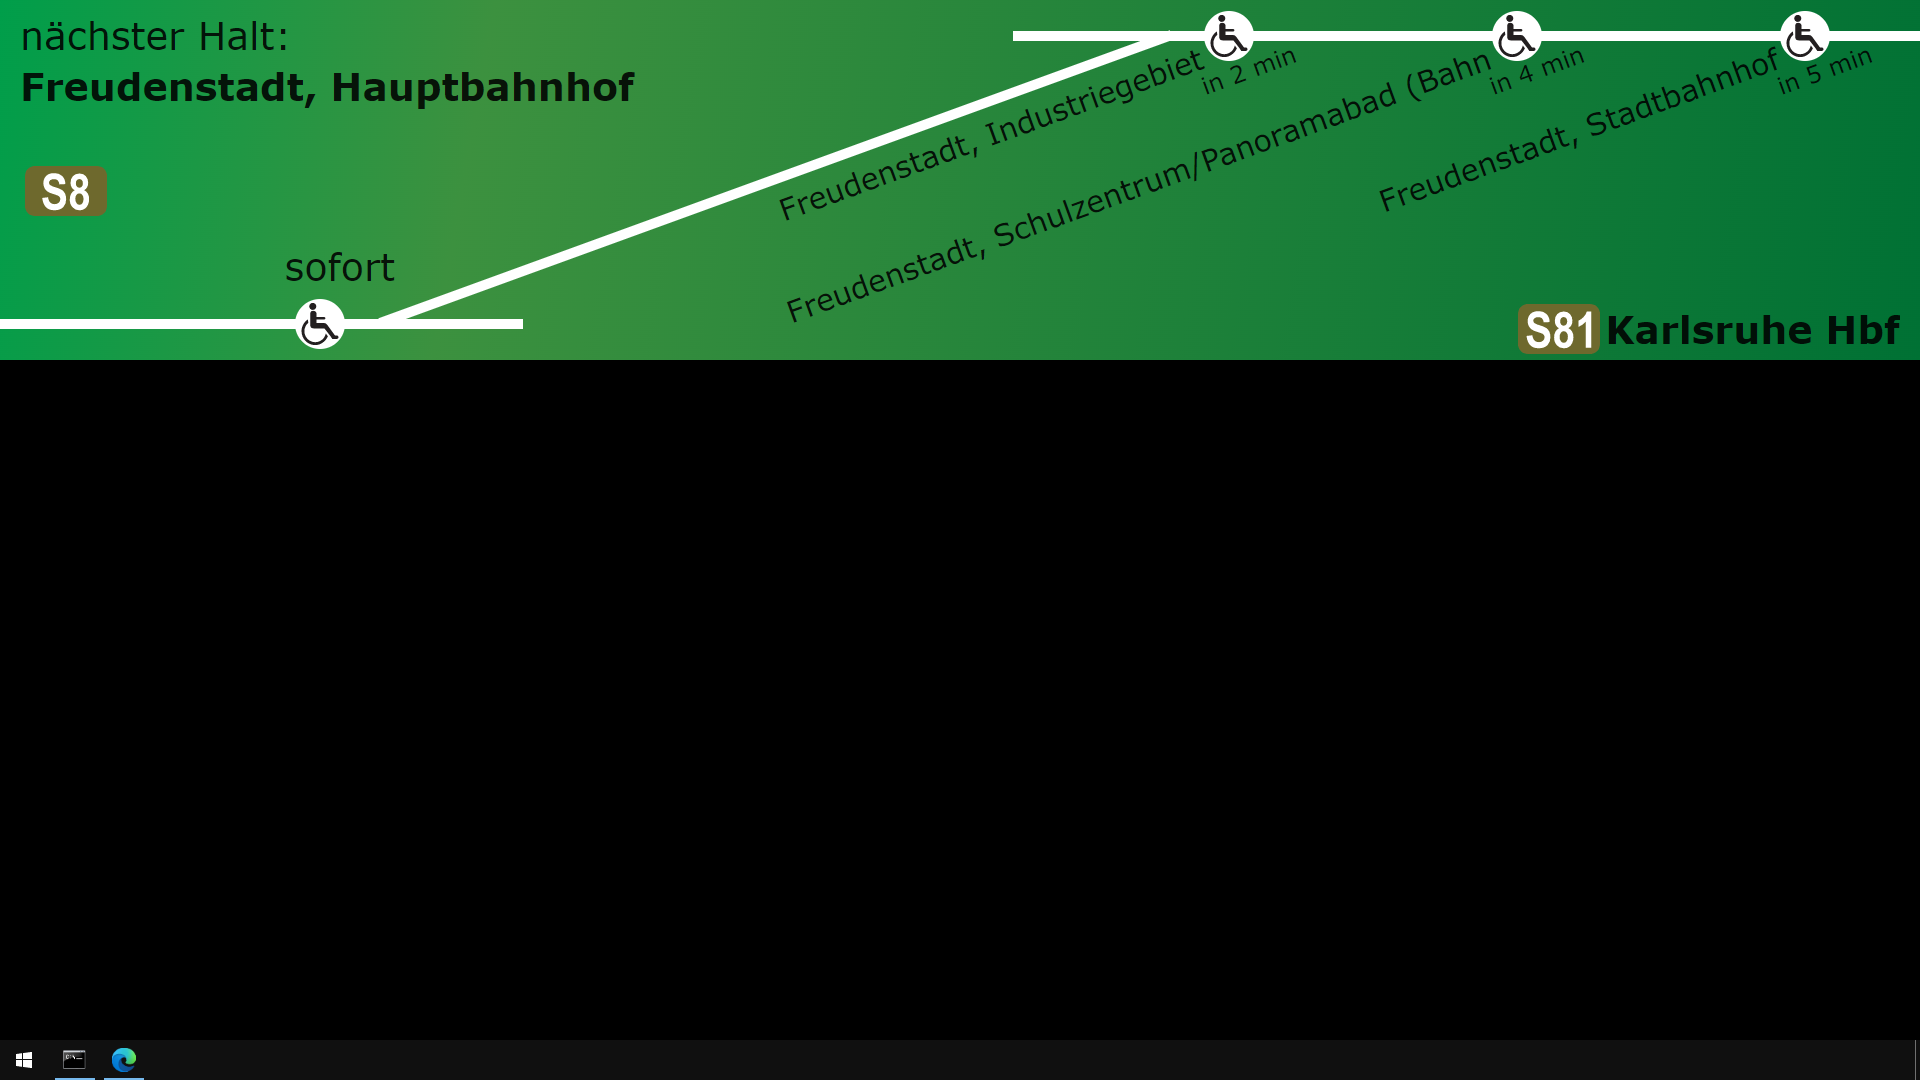 nächster Halt:
Freudenstadt, Hauptbahnhof
S8
sofort
Freudenstadt, Industriegebiet
in 2 min
Freudenstadt, Schulzentrum/Panoramabad (Bahn
in 4 min
Freudenstadt, Stadtbahnhof
in 5 min
S81 Karlsruhe Hbf